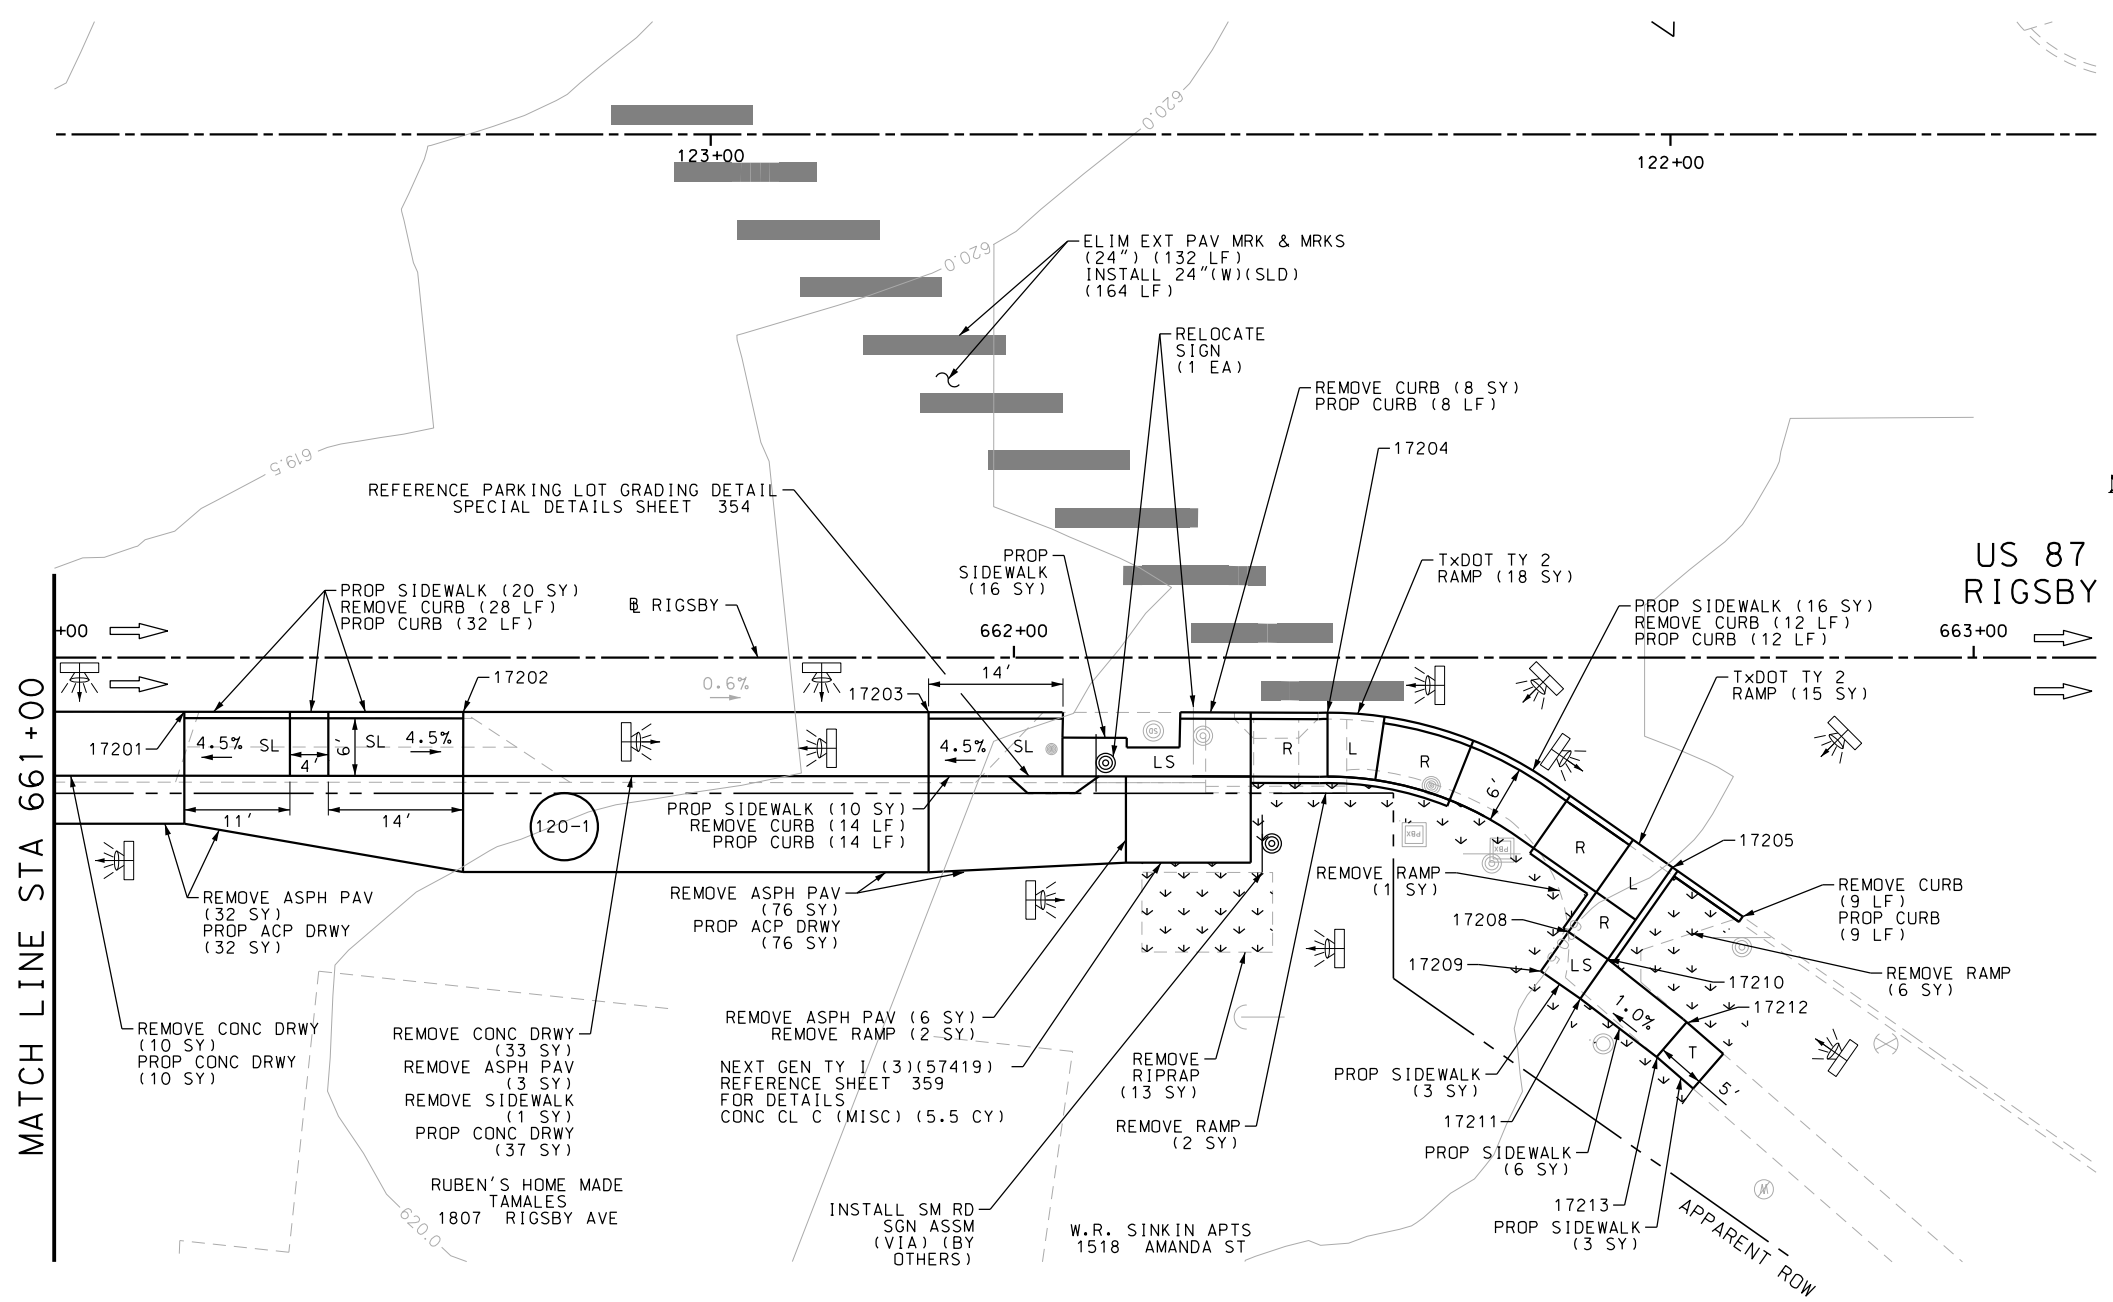 620.0
123+00
122+00
620.0
ELIM EXT PAV MRK & MRKS
(24") (132 LF)
INSTALL 24"(W)(SLD)
(164 LF)
RELOCATE
SIGN
(1 EA)
REMOVE CURB (8 SY)
PROP CURB (8 LF)
17204
619.5
REFERENCE PARKING LOT GRADING DETAIL
SPECIAL DETAILS SHEET 354
PROP
SIDEWALK
(16 SY)
TxDOT TY 2
RAMP (18 SY)
US 87
RIGSBY
PROP SIDEWALK (20 SY)
REMOVE CURB (28 LF)
PROP CURB (32 LF)
RIGSBY
+00
662+00
PROP SIDEWALK (16 SY)
REMOVE CURB (12 LF)
PROP CURB (12 LF)
663+00
17202
0.6%
17203
14'
TxDOT TY 2
RAMP (15 SY)
MATCH LINE STA 661+00
17201
4.5%
SL
4'
6'
SL
4.5%
4.5%
SL
LS
SD
R
L
R
6'
11'
14'
120-1
PROP SIDEWALK (10 SY)
REMOVE CURB (14 LF)
PROP CURB (14 LF)
PBX
PBX
R
L
R
17205
REMOVE RAMP
(1 SY)
REMOVE ASPH PAV
(32 SY)
PROP ACP DRWY
(32 SY)
REMOVE ASPH PAV
(76 SY)
PROP ACP DRWY
(76 SY)
REMOVE CURB
(9 LF)
PROP CURB
(9 LF)
17208
17209
LS
17210
REMOVE RAMP
(6 SY)
17212
1.0%
T
5'
REMOVE CONC DRWY
(10 SY)
PROP CONC DRWY
(10 SY)
REMOVE CONC DRWY
(33 SY)
REMOVE ASPH PAV
(3 SY)
REMOVE SIDEWALK
(1 SY)
PROP CONC DRWY
(37 SY)
REMOVE ASPH PAV (6 SY)
REMOVE RAMP (2 SY)
NEXT GEN TY I (3)(57419)
REFERENCE SHEET 359
FOR DETAILS
CONC CL C (MISC) (5.5 CY)
REMOVE
RIPRAP
(13 SY)
REMOVE RAMP
(2 SY)
PROP SIDEWALK
(3 SY)
17211
PROP SIDEWALK
(6 SY)
17213
PROP SIDEWALK
(3 SY)
RUBEN'S HOME MADE
TAMALES
1807 RIGSBY AVE
620.0
INSTALL SM RD
SGN ASSM
(VIA) (BY
OTHERS)
W.R. SINKIN APTS
1518 AMANDA ST
W
APPARENT ROW